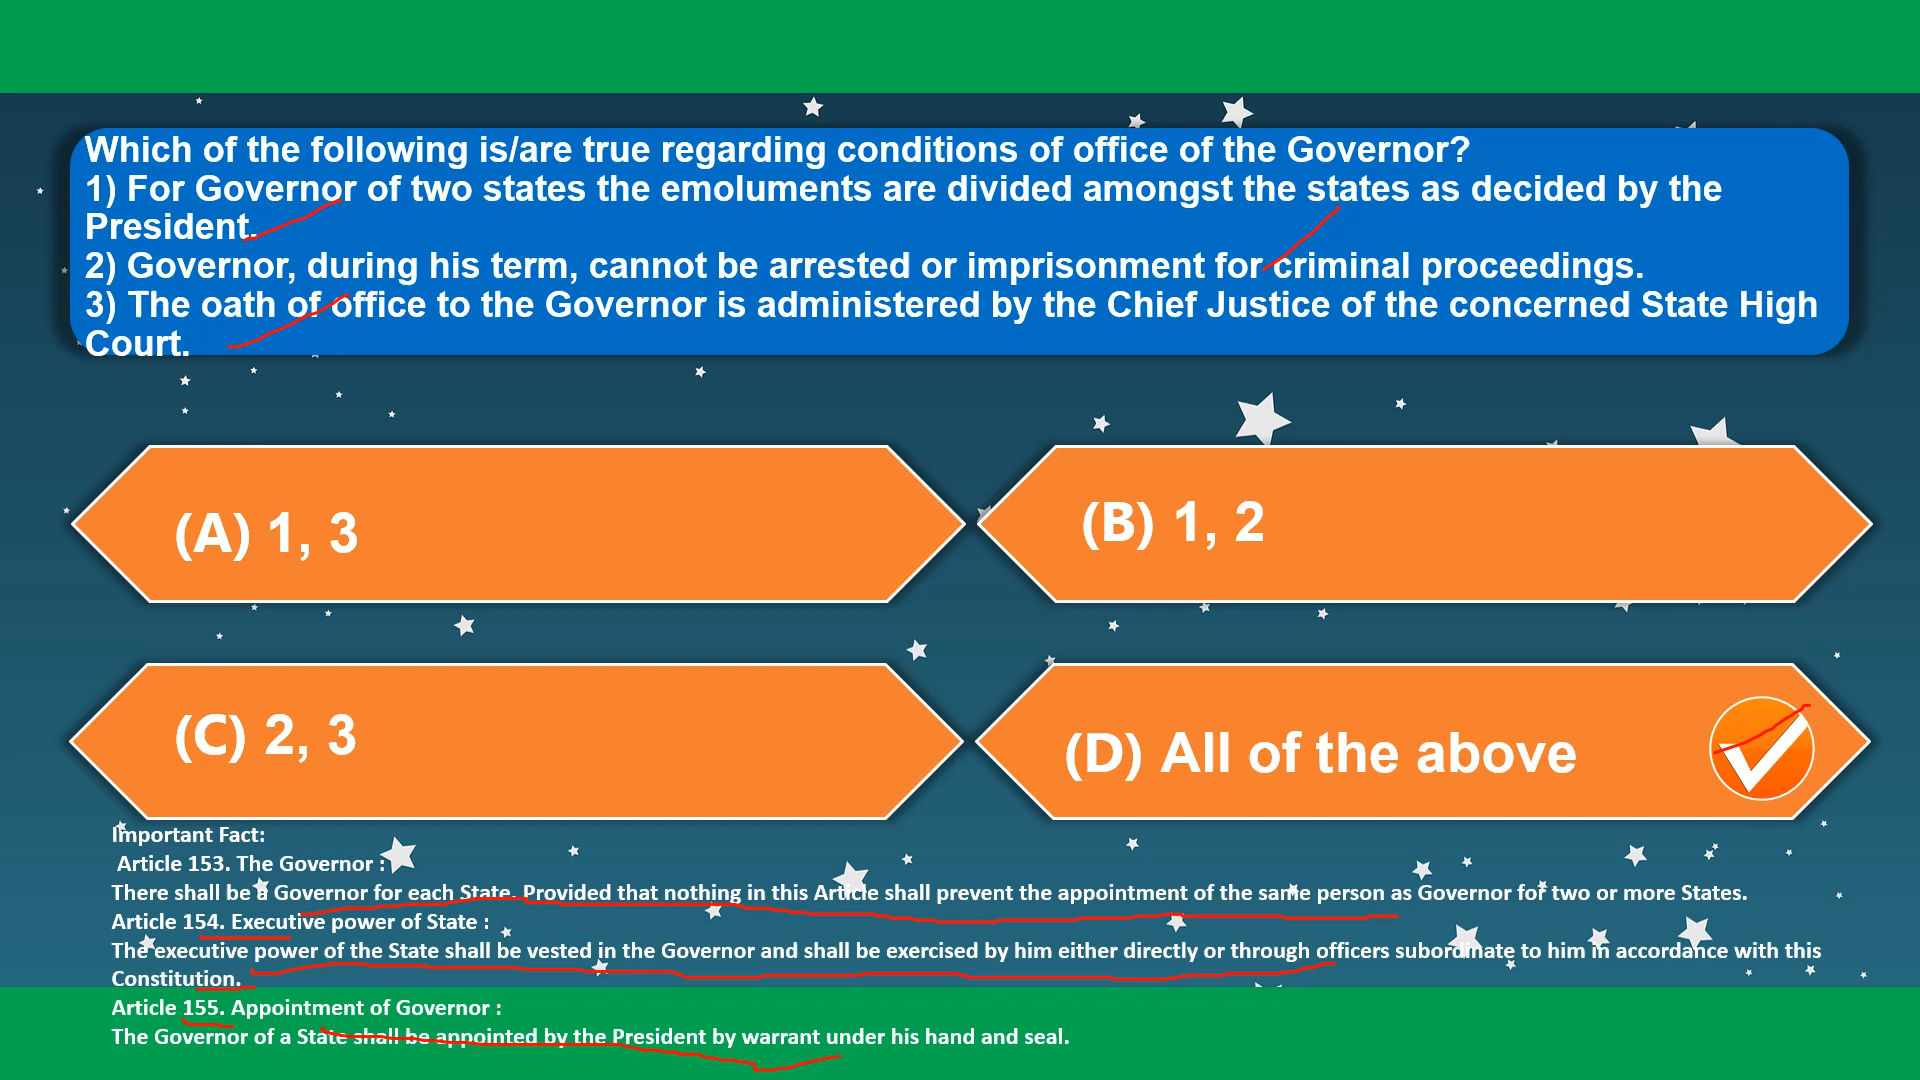 Which of the following is/are true regarding conditions of office of the Governor?
1) For Governor of two states the emoluments are divided amongst the states as decided by the
President.
2) Governor, during his term, cannot be arrested or imprisonment for criminal proceedings.
3) The oath of office to the Governor is administered by the Chief Justice of the concerned State High
Court.
(A) 1, 3
(B) 1, 2
(C) 2, 3
(D) All of the above
Important Fact:
Article 153. The Governor :
There shall be a Governor for each State. Provided that nothing in this Article shall prevent the appointment of the same person as Governor for two or more States.
Article 154. Executive power of State :
The executive power of the State shall be vested in the Governor and shall be exercised by him either directly or through officers subordinate to him in accordance with this
Constitution.
Article 155. Appointment of Governor :
The Governor of a State shall be appointed by the President by warrant under his hand and seal.